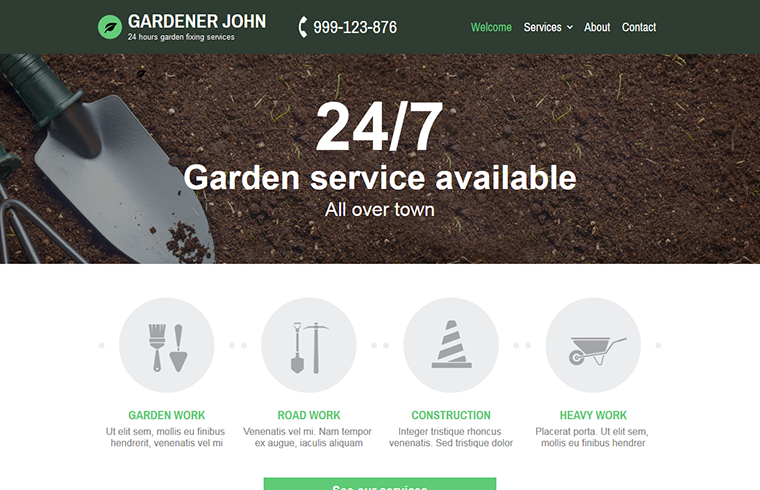 GARDENER JOHN
24 hours garden fixing services
999-123-876
Welcome
Services
About
Contact
24/7
Garden service available
All over town
GARDEN WORK
Ut elit sem, mollis eu finibus
hendrerit, venenatis vel mi
ROAD WORK
Venenatis vel mi. Nam tempor
ex augue, iaculis aliquam
CONSTRUCTION
Integer tristique rhoncus
venenatis. Sed tristique dolor
HEAVY WORK
Placerat porta. Ut elit sem,
mollis eu finibus hendrer
See our services